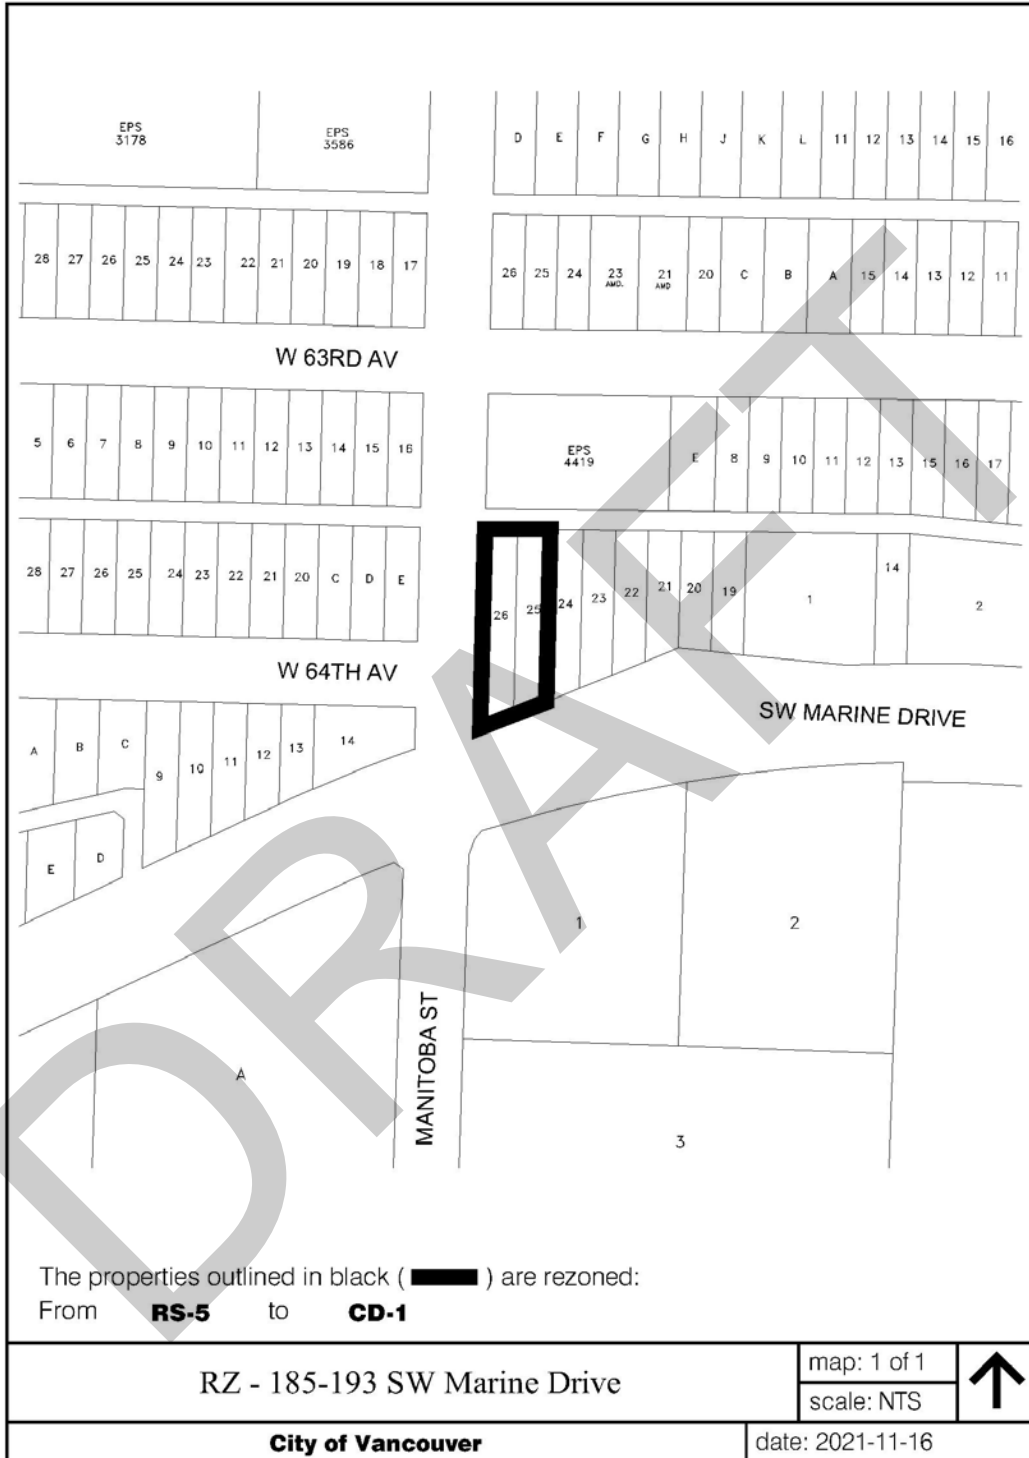 EPS
3178
EPS
3586
D E F G H J K L 11 12 13 14 15 16
28 27 26 25 24 23 22 21 20 19 18 17
26 25 24 23 21 20 C B A 15 14 13 12 11
AMD. AMD
W 63RD AV
5 6 7 8 9 10 11 12 13 14 15 16
EPS
4419
E 8 9 10 11 12 13 15 16 17
28 27 26 25 24 23 22 21 20 C D E
26 25 24 23 22 21 20 19 1 14 2
W 64TH AV
SW MARINE DRIVE
A B C 9 10 11 12 13 14
E D
1 2
A
MANITOBA ST
3
DRAFT
The properties outlined in black ( ) are rezoned:
From RS-5 to CD-1
RZ - 185-193 SW Marine Drive
map: 1 of 1
scale: NTS
City of Vancouver
date: 2021-11-16